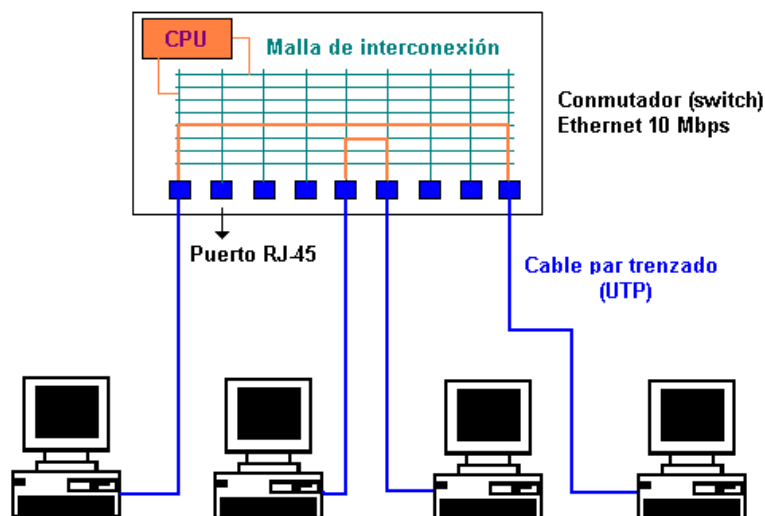 CPU
Malla de interconexión
Conmutador (switch)
Ethernet 10 Mbps
Puerto RJ-45
Cable par trenzado
(UTP)